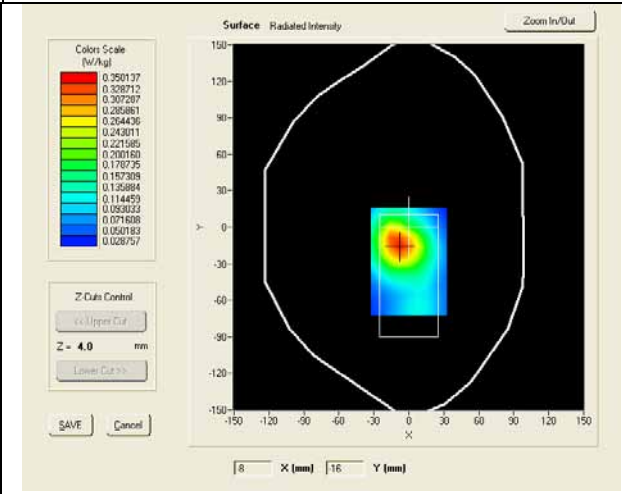 Surface Radiated Intensity
Zoom In/Out
Colors Scale
(W/kg)
0.350137
0.328712
0.307287
0.285861
0.264436
0.243011
0.221585
0.200160
0.178735
0.157309
0.135884
0.114459
0.093033
0.071608
0.050183
0.028757
Z-Cuts Control
<< Upper Cut
Z = 4.0 mm
Lower Cut >>
SAVE Cancel
150
120
90
60
30
0
-30
-60
-90
-120
-150
Y
-150 -120 -90 -60 -30 0 30 60 90 120 150
X
8 X (mm) -16 Y (mm)